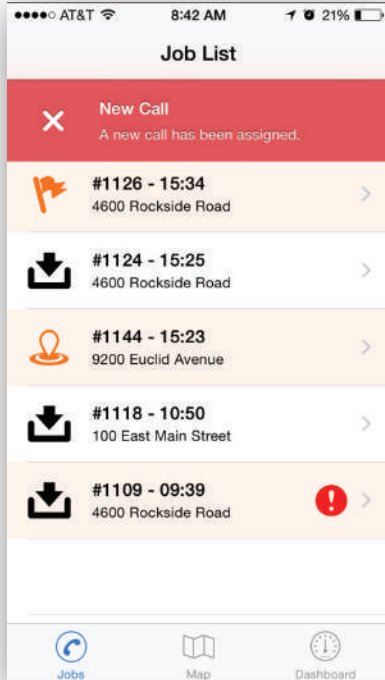 AT&T 8:42 AM 21%
Job List
New Call
A new call has been assigned.
#1126 - 15:34
4600 Rockside Road
#1124 - 15:25
4600 Rockside Road
#1144 - 15:23
9200 Euclid Avenue
#1118 - 10:50
100 East Main Street
#1109 - 09:39
4600 Rockside Road
Jobs Map Dashboard